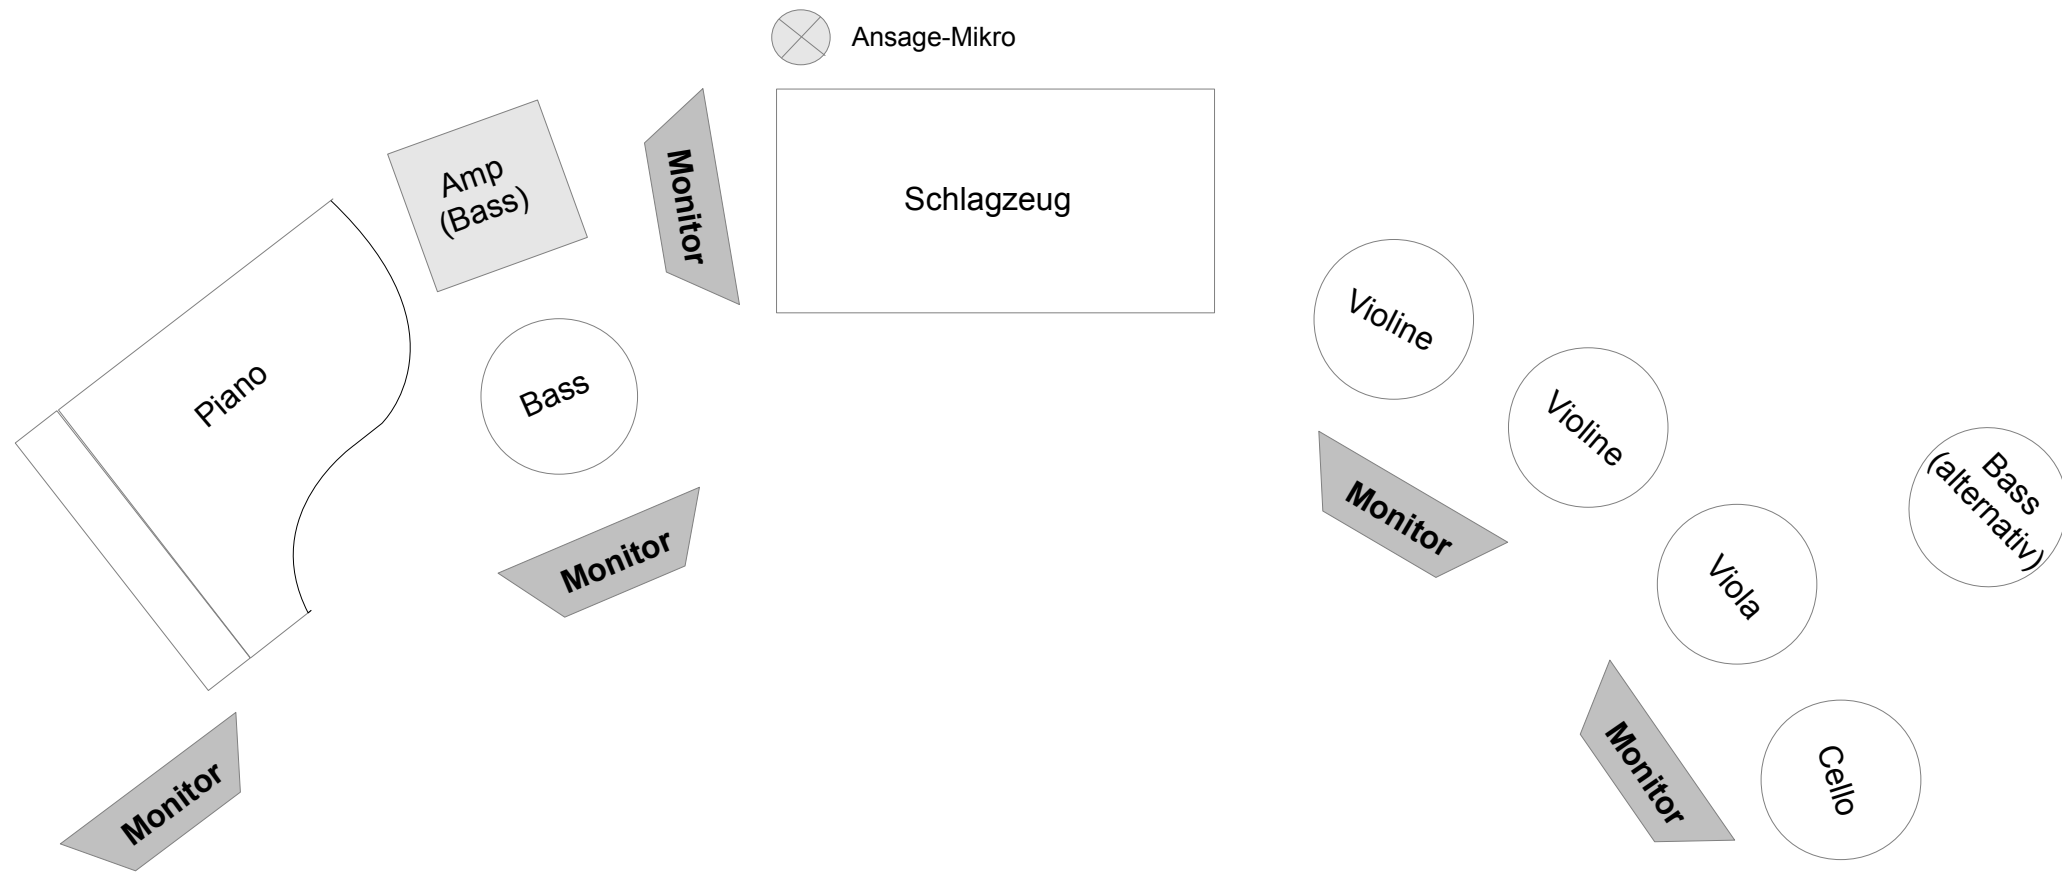 Ansage-Mikro
Amp
(Bass)
Monitor
Schlagzeug
Piano
Bass
Monitor
Monitor
Violine
Violine
Monitor
Viola
Bass
(alternativ)
Monitor
Cello